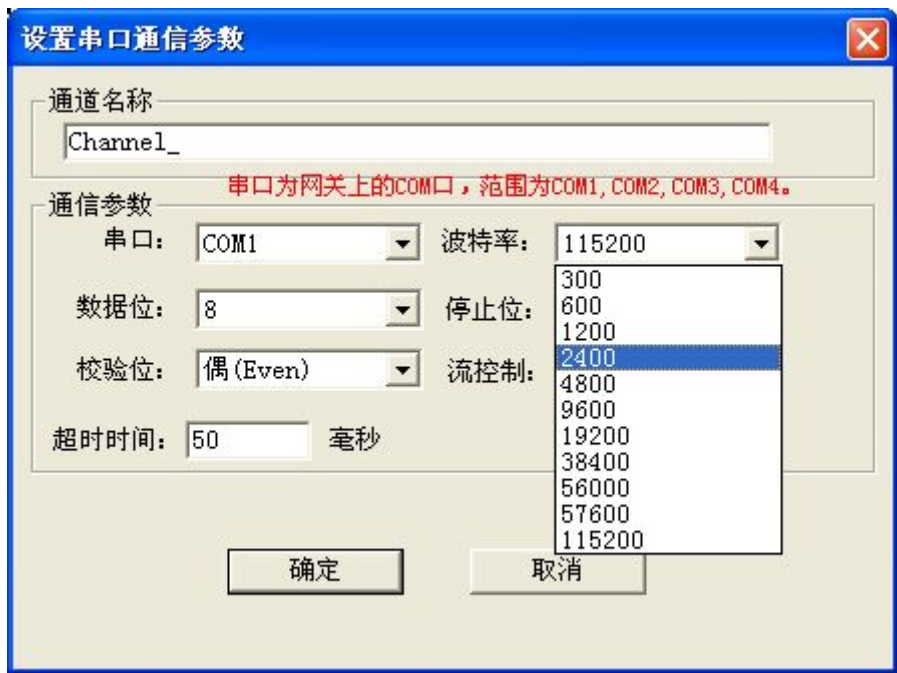 设置串口通信参数
通道名称
Channel_
串口为网关上的COM口，范围为COM1, COM2, COM3, COM4。
通信参数
串口： COM1 波特率： 115200
300
数据位： 8 停止位： 600
1200
2400
校验位： 偶(Even) 流控制： 4800
9600
超时时间： 50 毫秒 19200
38400
56000
57600
115200
确定 取消